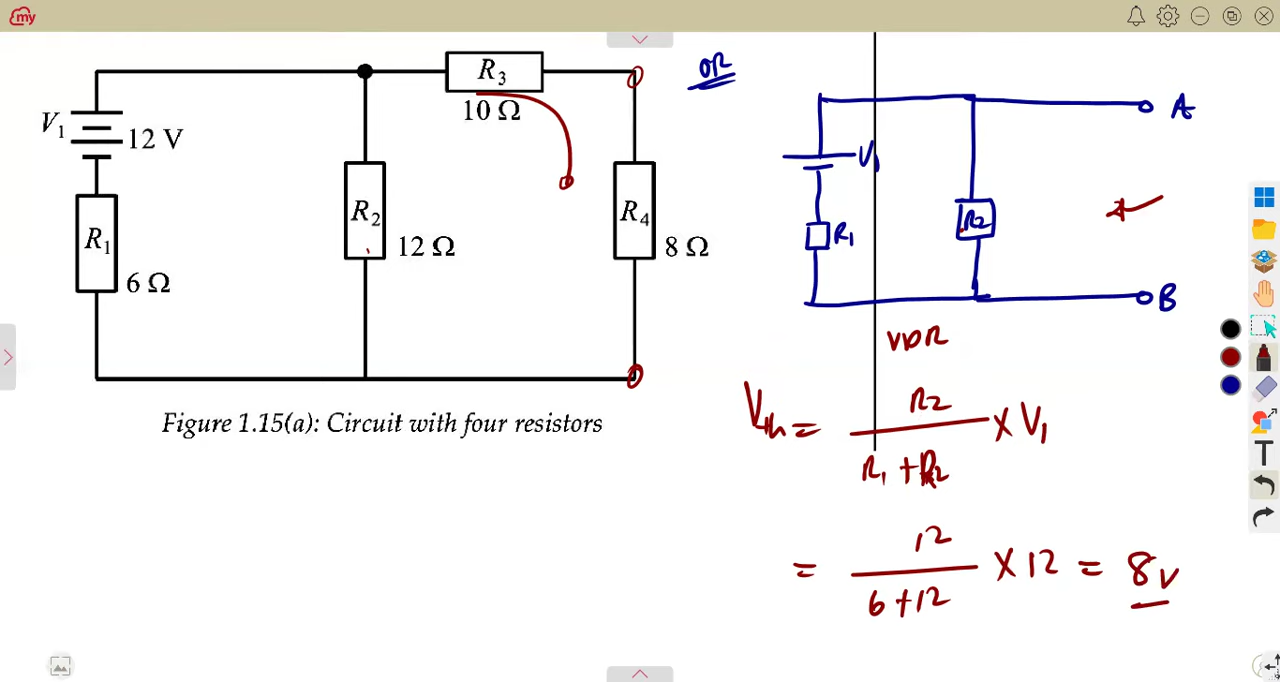 my
R3
10 Ω
V1
12 V
R2
12 Ω
R1
6 Ω
R4
8 Ω
Figure 1.15(a): Circuit with four resistors
OR
A
V1
R1
R2
B
VDR
Vth = R2 / R1 + R2 × V1
= 12 / 6 + 12 × 12 = 8v
T